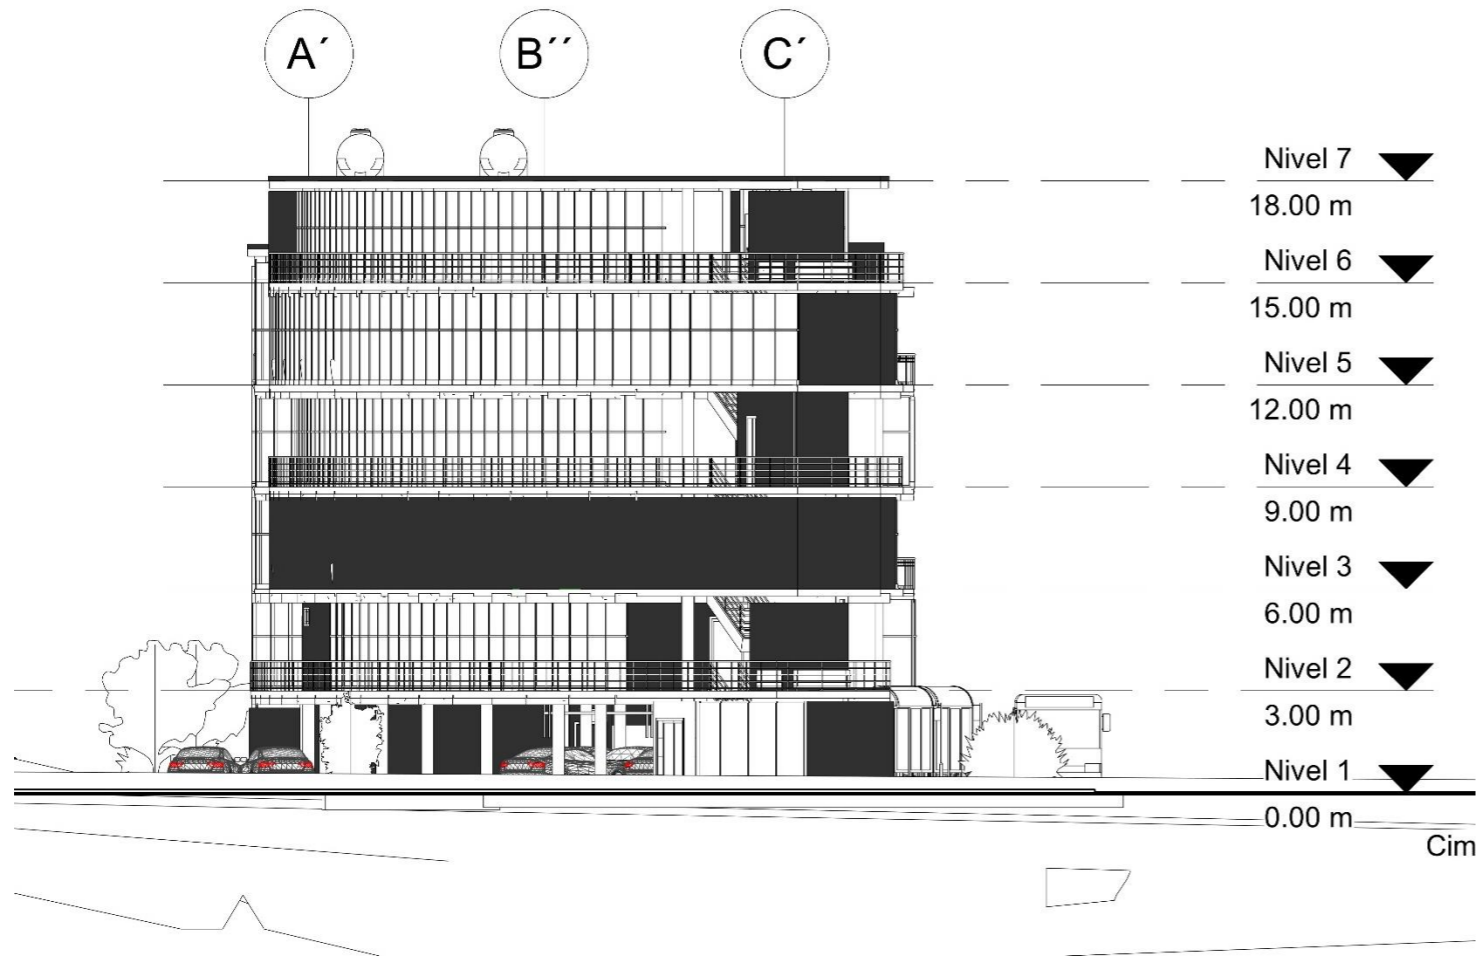 A´ B´´ C´
Nivel 7
18.00 m
Nivel 6
15.00 m
Nivel 5
12.00 m
Nivel 4
9.00 m
Nivel 3
6.00 m
Nivel 2
3.00 m
Nivel 1
0.00 m
Cim